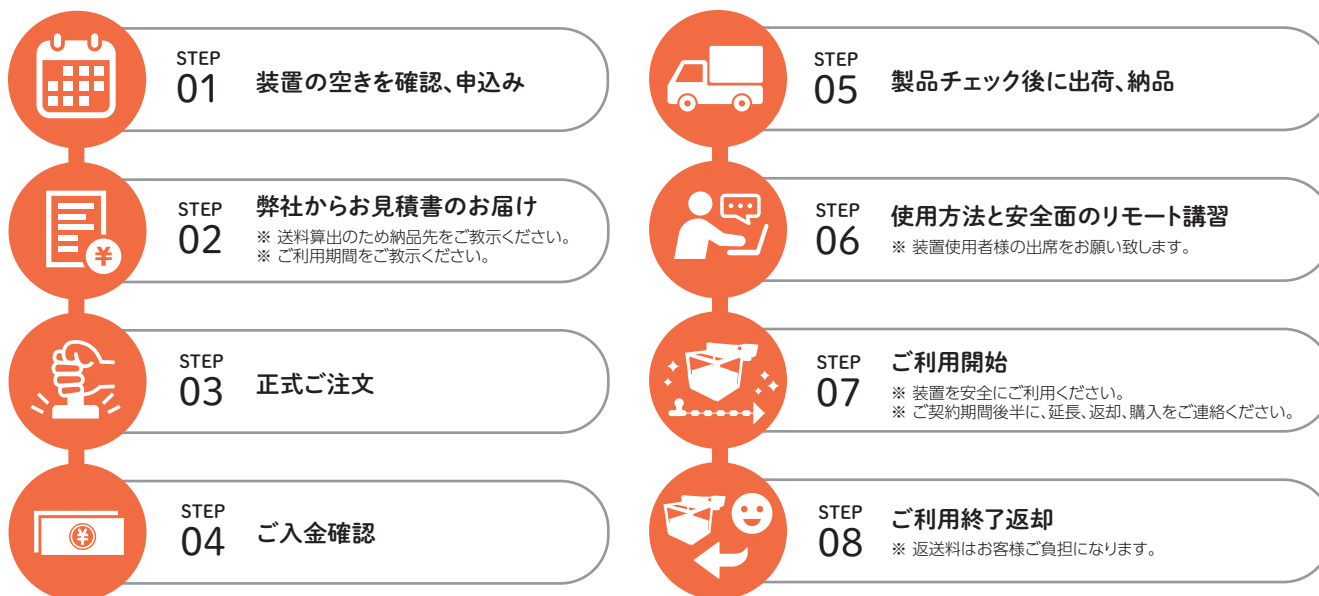 STEP
01
装置の空きを確認、申込み
STEP
02
弊社からお見積書のお届け
※ 送料算出のため納品先をご教示ください。
※ ご利用期間をご教示ください。
¥
STEP
03
正式ご注文
STEP
04
ご入金確認
¥
STEP
05
製品チェック後に出荷、納品
STEP
06
使用方法と安全面のリモート講習
※ 装置使用者様の出席をお願い致します。
STEP
07
ご利用開始
※ 装置を安全にご利用ください。
※ ご契約期間後半に、延長、返却、購入をご連絡ください。
STEP
08
ご利用終了返却
※ 返送料はお客様ご負担になります。